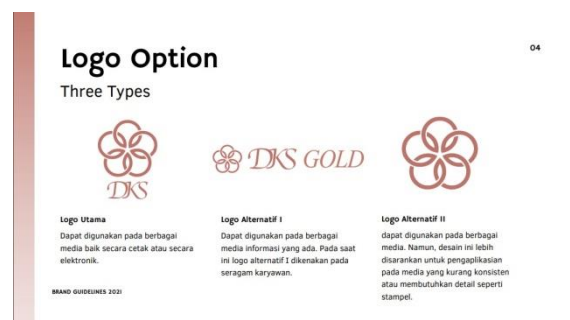 04
Logo Option
Three Types
DKS
DKS GOLD
Logo Utama
Dapat digunakan pada berbagai
media baik secara cetak atau secara
elektronik.
Logo Alternatif I
Dapat digunakan pada berbagai
media informasi yang ada. Pada saat
ini logo alternatif I dikenakan pada
seragam karyawan.
Logo Alternatif II
dapat digunakan pada berbagai
media. Namun, desain ini lebih
disarankan untuk pengaplikasian
pada media yang kurang konsisten
atau membutuhkan detail seperti
stampel.
BRAND GUIDELINES 2021